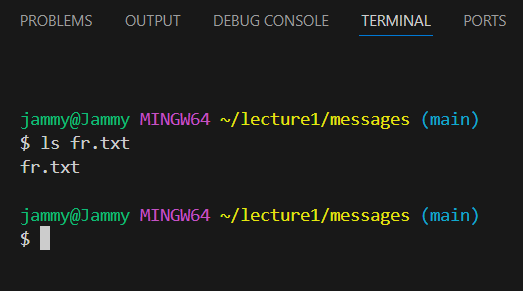 PROBLEMS OUTPUT DEBUG CONSOLE TERMINAL PORTS
jammy@Jammy MINGW64 ~/lecture1/messages (main)
$ ls fr.txt
fr.txt
jammy@Jammy MINGW64 ~/lecture1/messages (main)
$